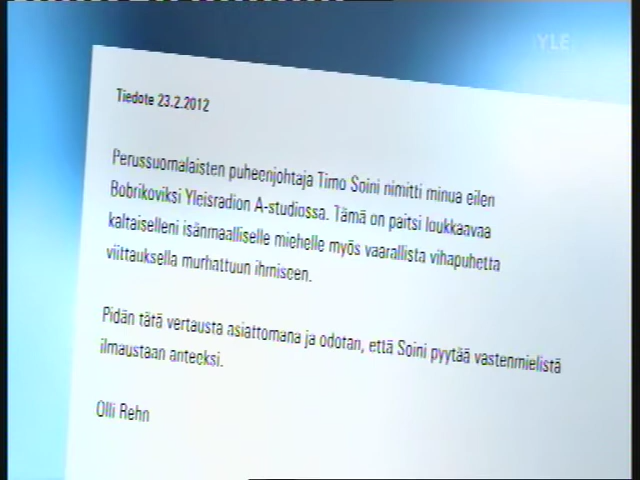 YLE
Tiedote 23.2.2012
Perussuomalaisten puheenjohtaja Timo Soini nimitti minua eilen
Bobrikoviksi Yleisradion A-studiossa. Tämä on paitsi loukkaavaa
kaltaiselleni isänmaalliselle miehelle myös vaarallista vihapuhetta
viittauksella murhattuun ihmiseen.
Pidän tätä vertausta asiattomana ja odotan, että Soini pyytää vastenmielistä
ilmaustaan anteeksi.
Olli Rehn